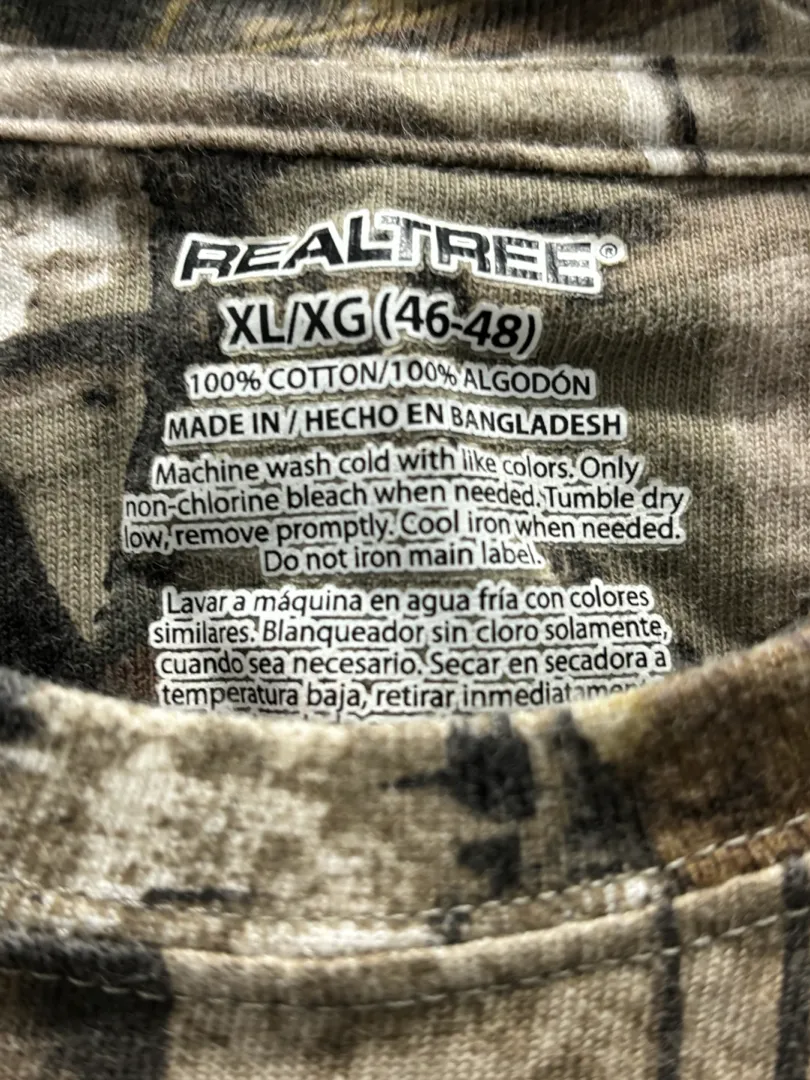 REALTREE®
XL/XG (46-48)
100% COTTON/100% ALGODÓN
MADE IN / HECHO EN BANGLADESH
Machine wash cold with like colors. Only
non-chlorine bleach when needed. Tumble dry
low, remove promptly. Cool iron when needed.
Do not iron main label.
Lavar a máquina en agua fría con colores
similares. Blanqueador sin cloro solamente,
cuando sea necesario. Secar en secadora a
temperatura baja, retirar